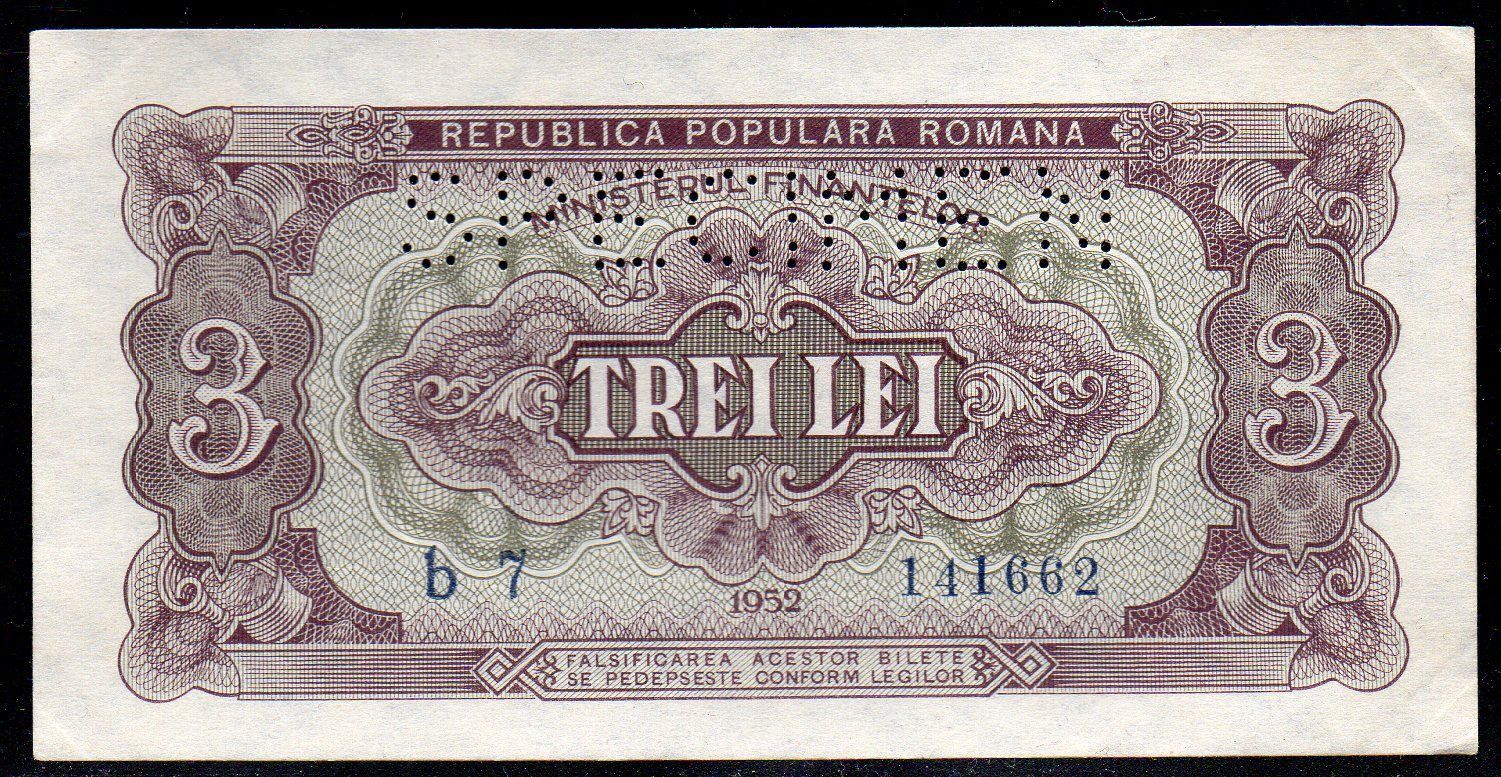 REPUBLICA POPULARA ROMANA
SPECIMEN
MINISTERUL FINANTELOR
3 TREI LEI 3
b 7 1952 141662
FALSIFICAREA ACESTOR BILETE
SE PEDEPSESTE CONFORM LEGILOR